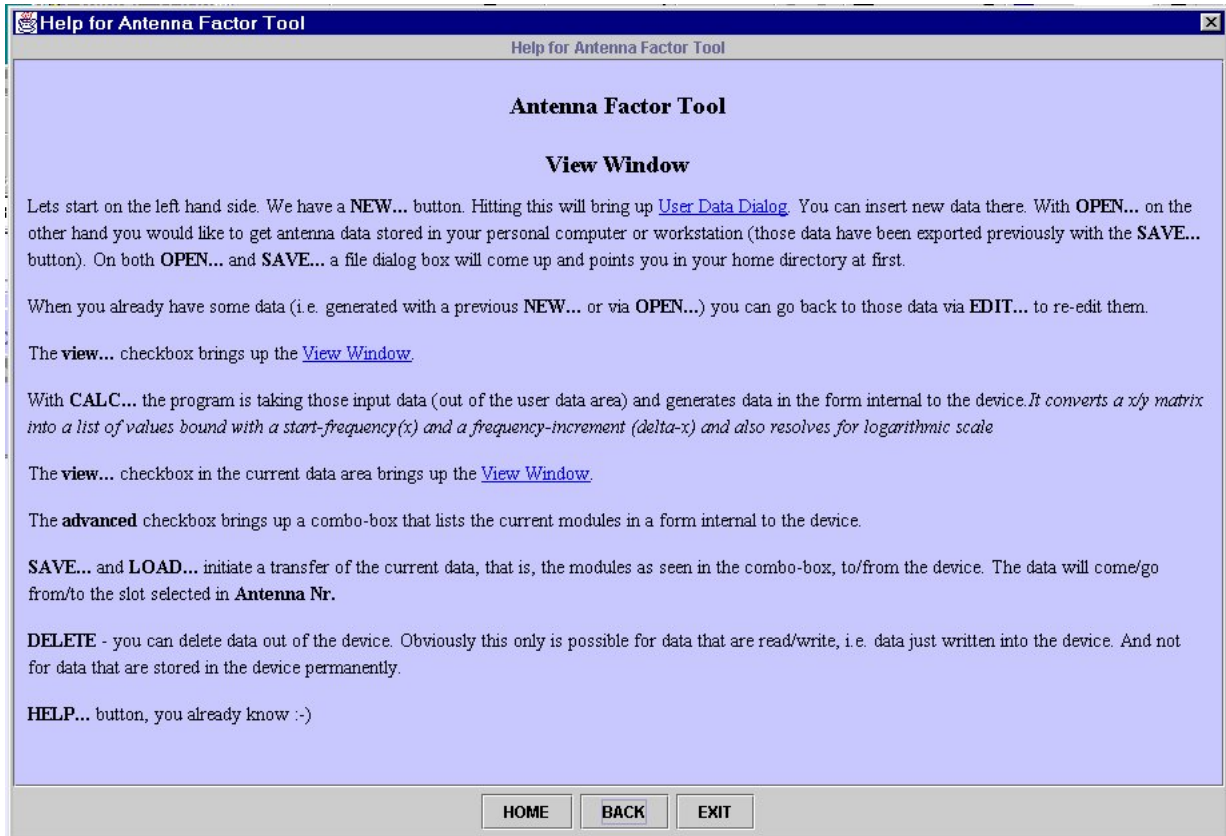 Help for Antenna Factor Tool
Help for Antenna Factor Tool
Antenna Factor Tool
View Window
Lets start on the left hand side. We have a NEW... button. Hitting this will bring up User Data Dialog. You can insert new data there. With OPEN... on the
other hand you would like to get antenna data stored in your personal computer or workstation (those data have been exported previously with the SAVE...
button). On both OPEN... and SAVE... a file dialog box will come up and points you in your home directory at first.
When you already have some data (i.e. generated with a previous NEW... or via OPEN...) you can go back to those data via EDIT... to re-edit them.
The view... checkbox brings up the View Window.
With CALC... the program is taking those input data (out of the user data area) and generates data in the form internal to the device.It converts a x/y matrix
into a list of values bound with a start-frequency(x) and a frequency-increment (delta-x) and also resolves for logarithmic scale
The view... checkbox in the current data area brings up the View Window.
The advanced checkbox brings up a combo-box that lists the current modules in a form internal to the device.
SAVE... and LOAD... initiate a transfer of the current data, that is, the modules as seen in the combo-box, to/from the device. The data will come/go
from/to the slot selected in Antenna Nr.
DELETE - you can delete data out of the device. Obviously this only is possible for data that are read/write, i.e. data just written into the device. And not
for data that are stored in the device permanently.
HELP... button, you already know :-)
HOME BACK EXIT